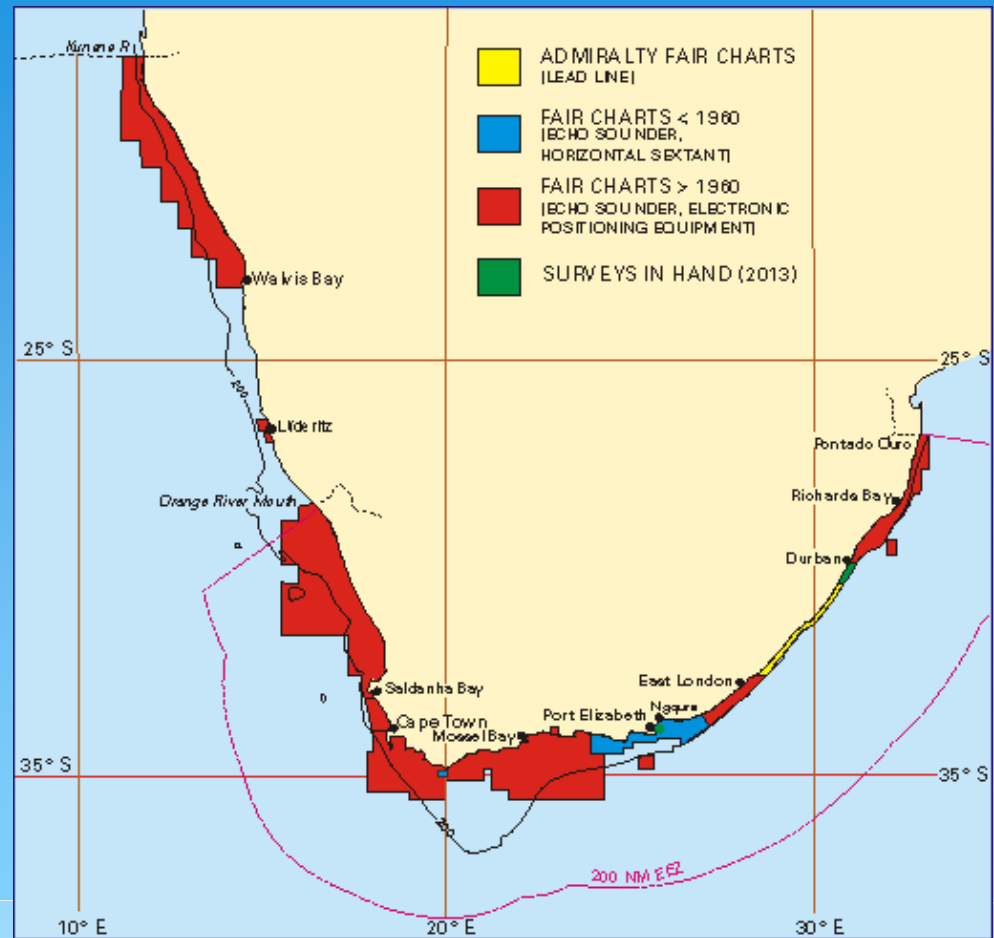 Kunene R
ADMIRALTY FAIR CHARTS
(LEAD LINE)
FAIR CHARTS < 1960
(ECHO SOUNDER,
HORIZONTAL SEXTANT)
FAIR CHARTS > 1960
(ECHO SOUNDER, ELECTRONIC
POSITIONING EQUIPMENT)
SURVEYS IN HAND (2013)
Walvis Bay
25° S
25° S
200
Lüderitz
Pontado Ouro
Orange River Mouth
Richards Bay
Durban
East London
Saldanha Bay
Ngqura
Port Elizabeth
Cape Town
Mossel Bay
35° S
35° S
200
200 NM EEZ
10° E
20° E
30° E